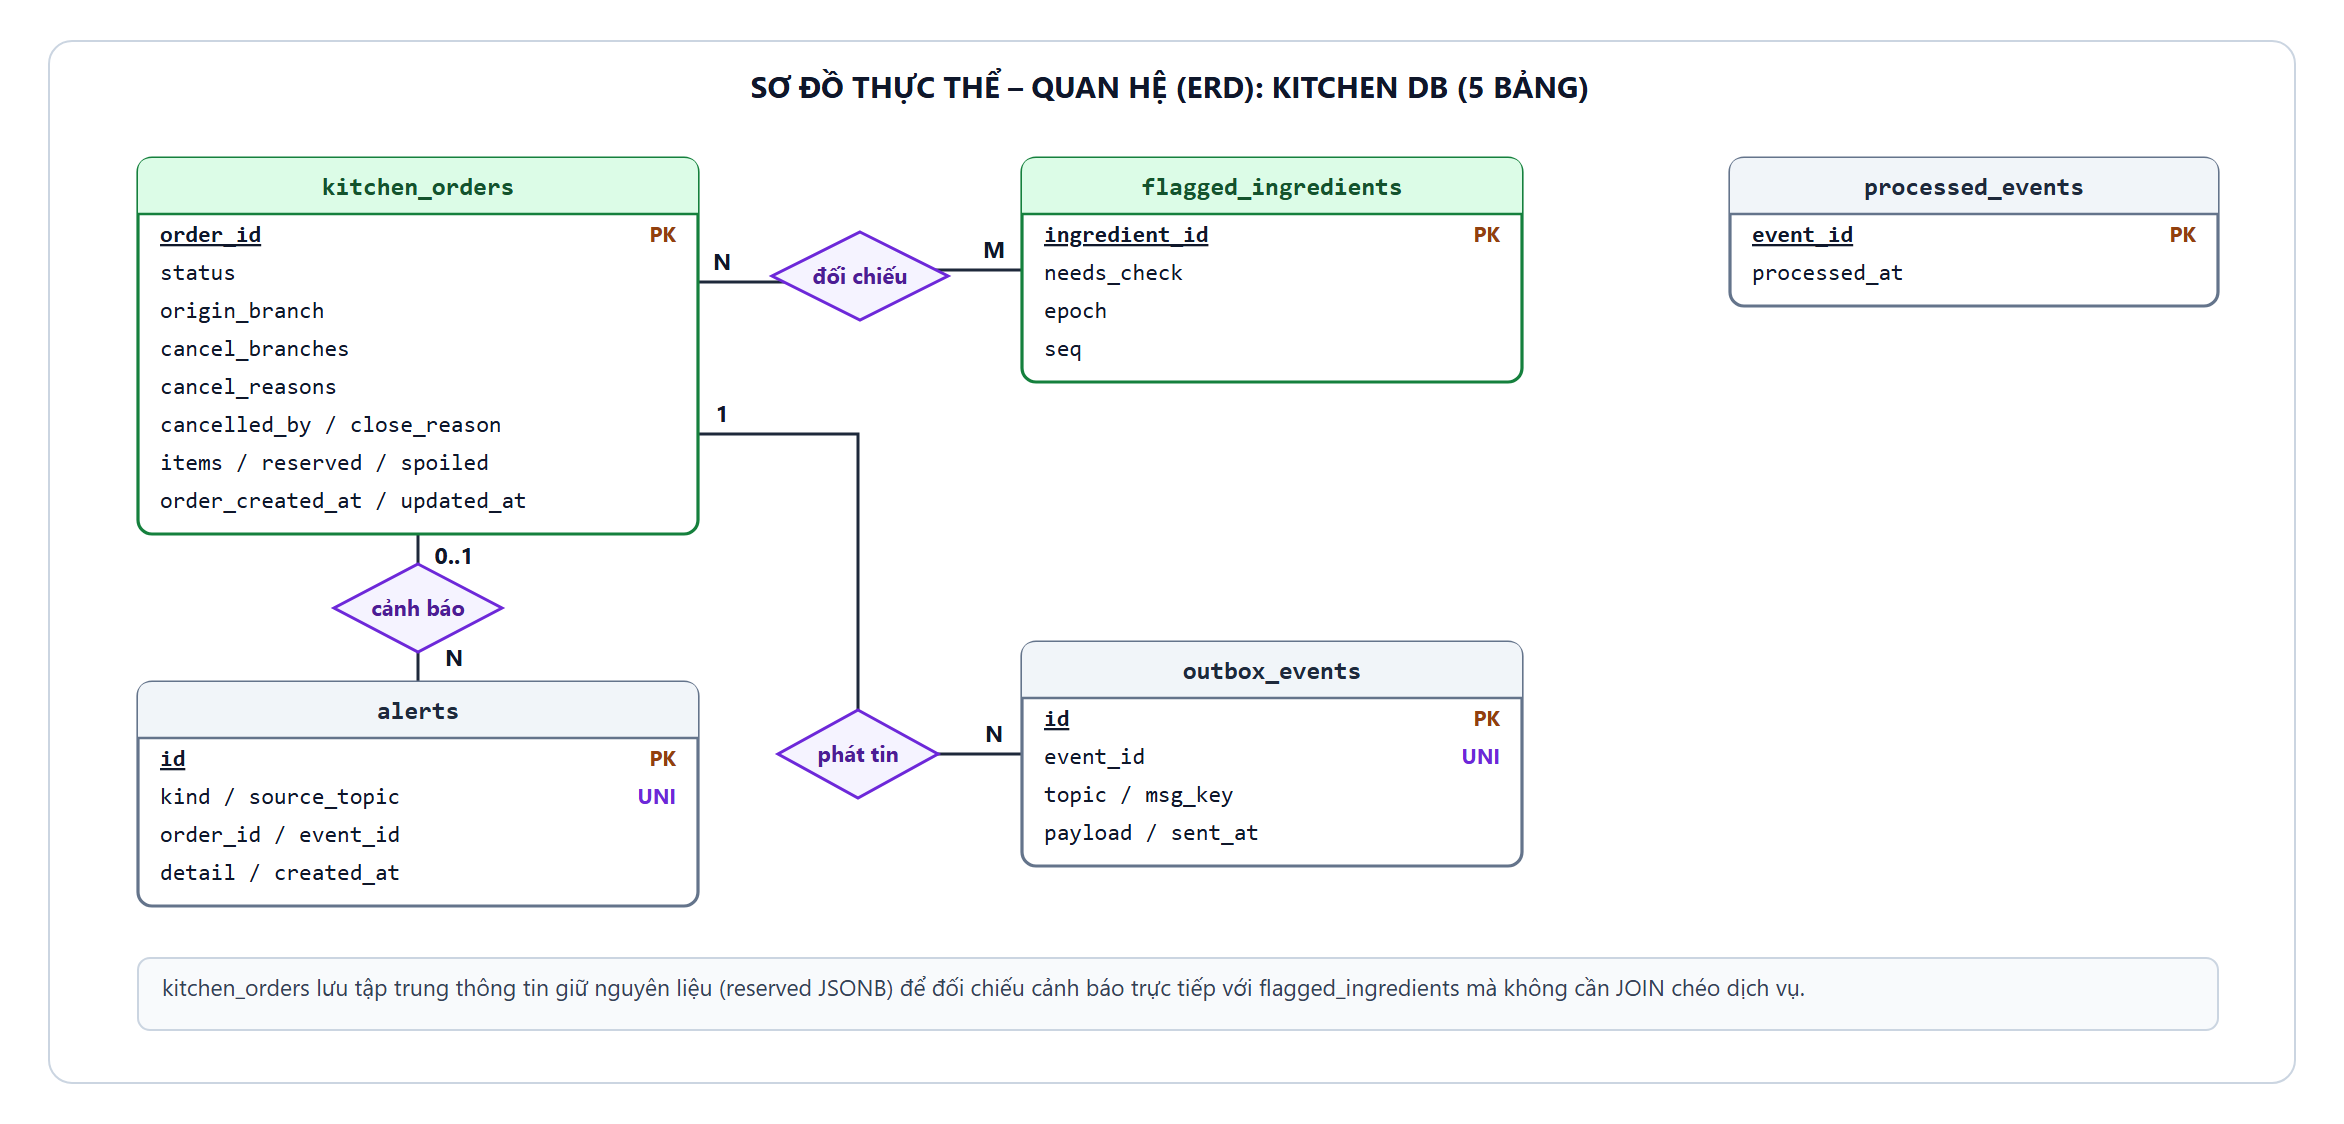 SƠ ĐỒ THỰC THỂ – QUAN HỆ (ERD): KITCHEN DB (5 BẢNG)
kitchen_orders
order_id PK
status
origin_branch
cancel_branches
cancel_reasons
cancelled_by / close_reason
items / reserved / spoiled
order_created_at / updated_at
N
đối chiếu
M
flagged_ingredients
ingredient_id PK
needs_check
epoch
seq
processed_events
event_id PK
processed_at
1
0..1
cảnh báo
N
alerts
id PK
kind / source_topic UNI
order_id / event_id
detail / created_at
phát tin
N
outbox_events
id PK
event_id UNI
topic / msg_key
payload / sent_at
kitchen_orders lưu tập trung thông tin giữ nguyên liệu (reserved JSONB) để đối chiếu cảnh báo trực tiếp với flagged_ingredients mà không cần JOIN chéo dịch vụ.